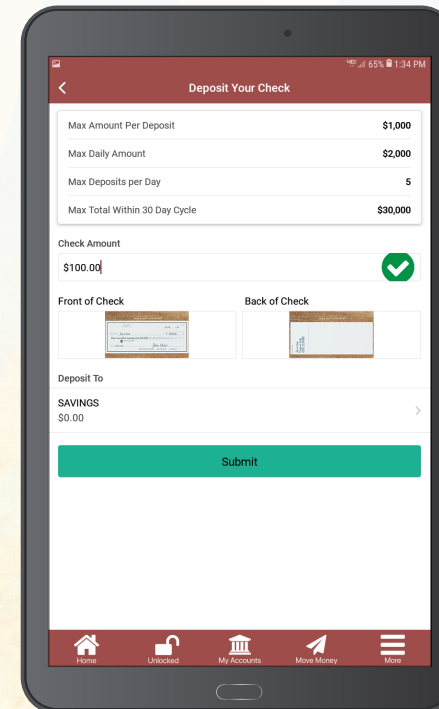 65% 1:34 PM
Deposit Your Check
Max Amount Per Deposit $1,000
Max Daily Amount $2,000
Max Deposits per Day 5
Max Total Within 30 Day Cycle $30,000
Check Amount
$100.00
Front of Check Back of Check
Deposit To
SAVINGS
$0.00
Submit
Home Unlocked My Accounts Move Money More